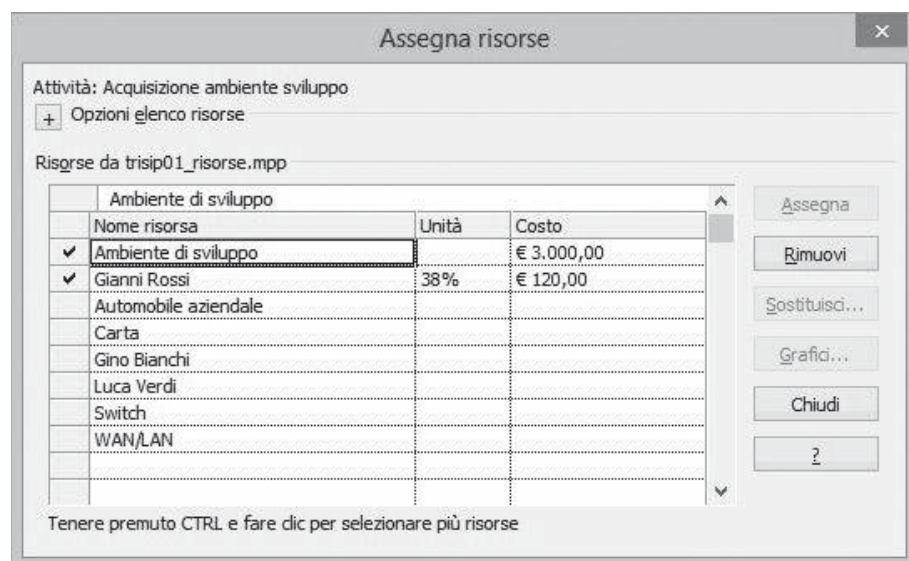 Assegna risorse
Attività: Acquisizione ambiente sviluppo
+ Opzioni elenco risorse
Risorse da trisip01_risorse.mpp
Ambiente di sviluppo
Nome risorsa Unità Costo
✔ Ambiente di sviluppo € 3.000,00
✔ Gianni Rossi 38% € 120,00
Automobile aziendale
Carta
Gino Bianchi
Luca Verdi
Switch
WAN/LAN
Assegna
Rimuovi
Sostituisci...
Grafici...
Chiudi
?
Tenere premuto CTRL e fare clic per selezionare più risorse